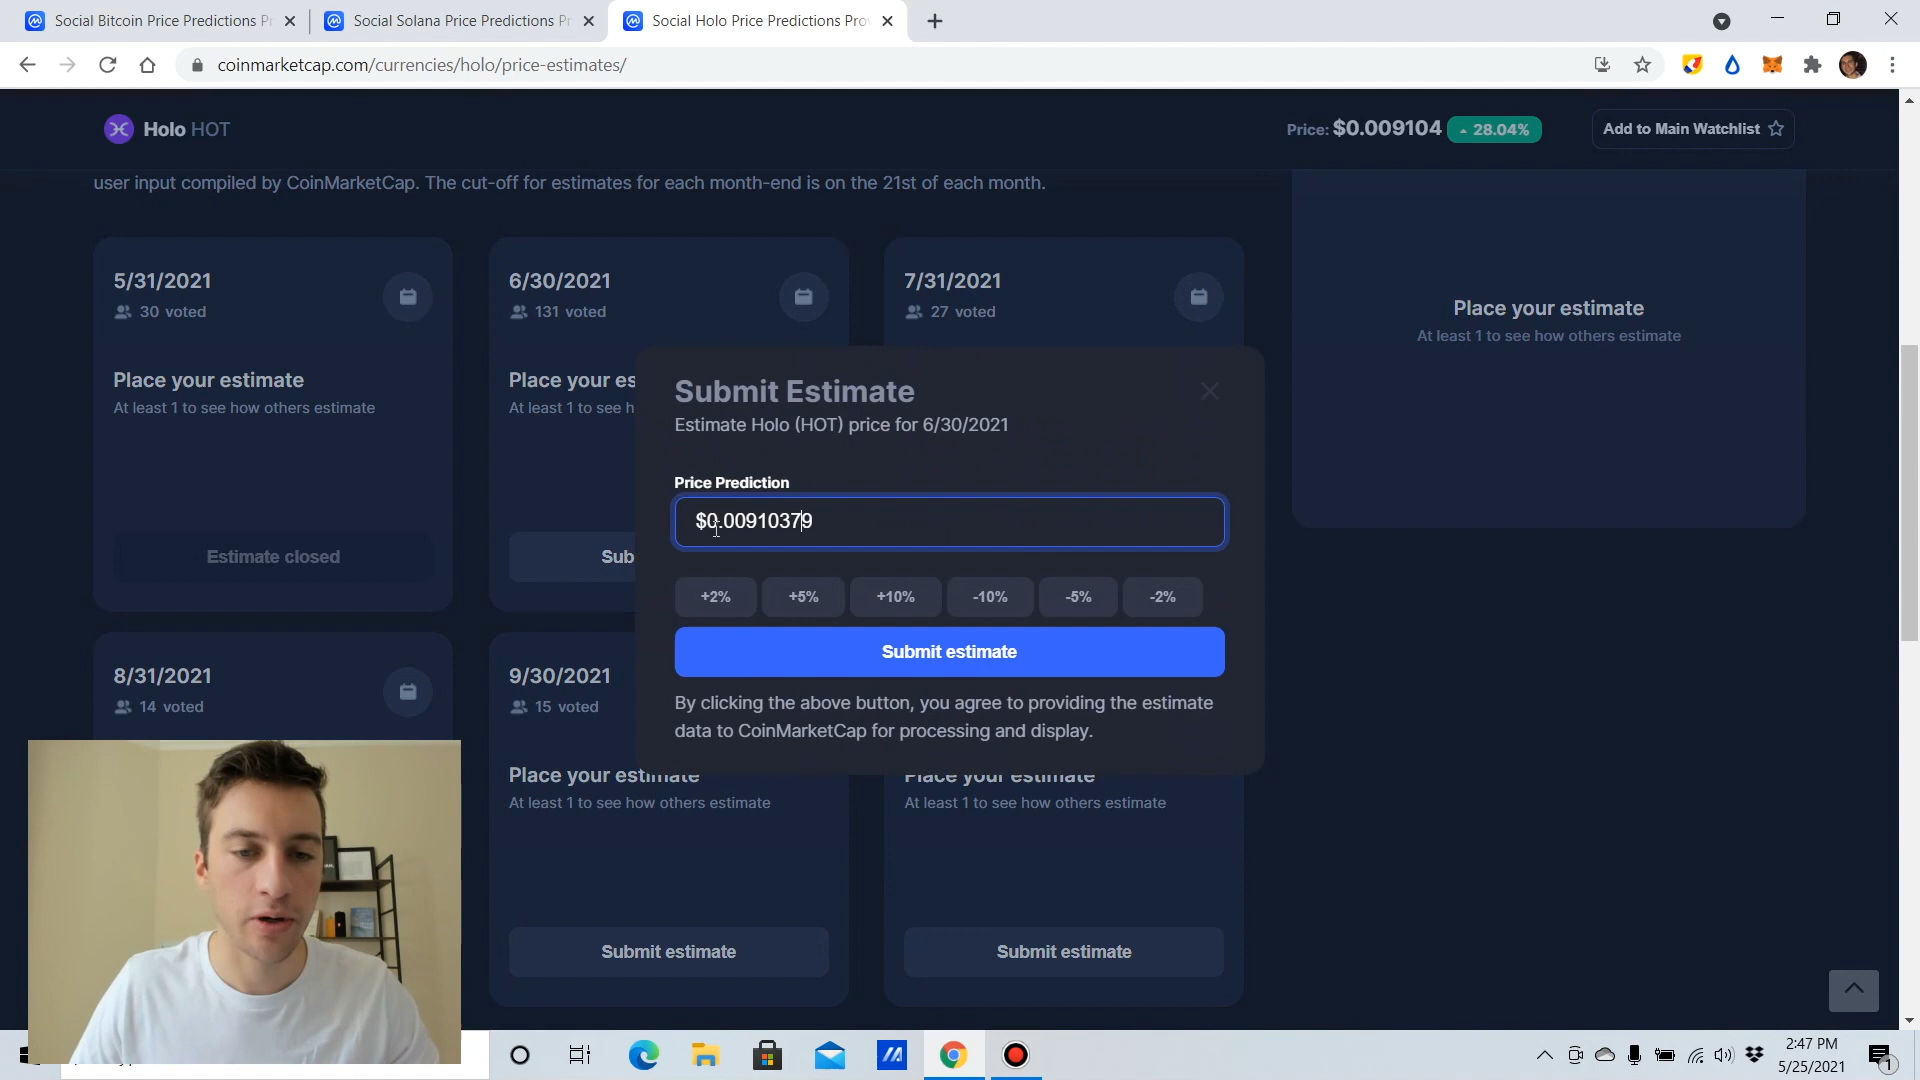 Social Bitcoin Price Predictions Pr
Social Solana Price Predictions Pr
Social Holo Price Predictions Prov
coinmarketcap.com/currencies/holo/price-estimates/
Holo HOT
Price: $0.009104
28.04%
Add to Main Watchlist
user input compiled by CoinMarketCap. The cut-off for estimates for each month-end is on the 21st of each month.
5/31/2021
30 voted
Place your estimate
At least 1 to see how others estimate
Estimate closed
6/30/2021
131 voted
Place your es
At least 1 to see h
Sub
7/31/2021
27 voted
Place your estimate
At least 1 to see how others estimate
Submit Estimate
Estimate Holo (HOT) price for 6/30/2021
Price Prediction
$0.00910379
+2%
+5%
+10%
-10%
-5%
-2%
Submit estimate
By clicking the above button, you agree to providing the estimate
data to CoinMarketCap for processing and display.
8/31/2021
14 voted
9/30/2021
15 voted
Place your estimate
At least 1 to see how others estimate
Submit estimate
Place your estimate
At least 1 to see how others estimate
Submit estimate
2:47 PM
5/25/2021
1